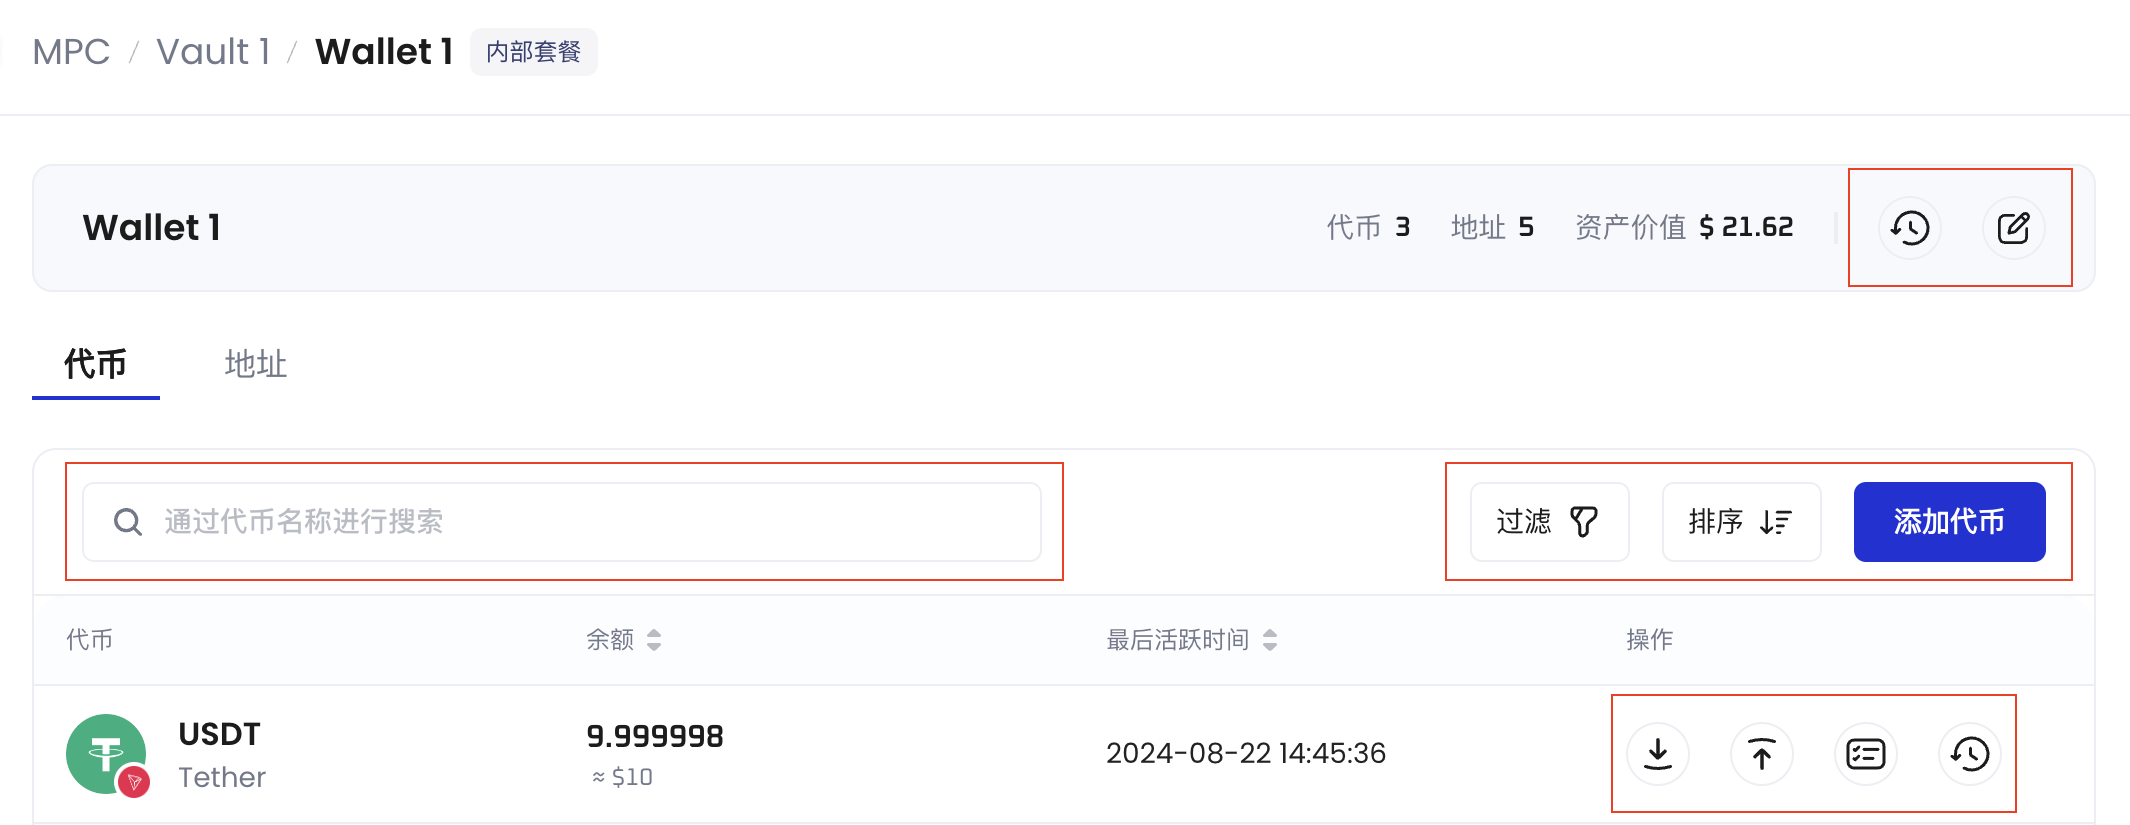 MPC / Vault 1 / Wallet 1 内部套餐
Wallet 1 代币 3 地址 5 资产价值 $ 21.62
代币 地址
通过代币名称进行搜索 过滤 排序 添加代币
代币 余额 最后活跃时间 操作
USDT 9.999998
2024-08-22 14:45:36
Tether ≈ $10